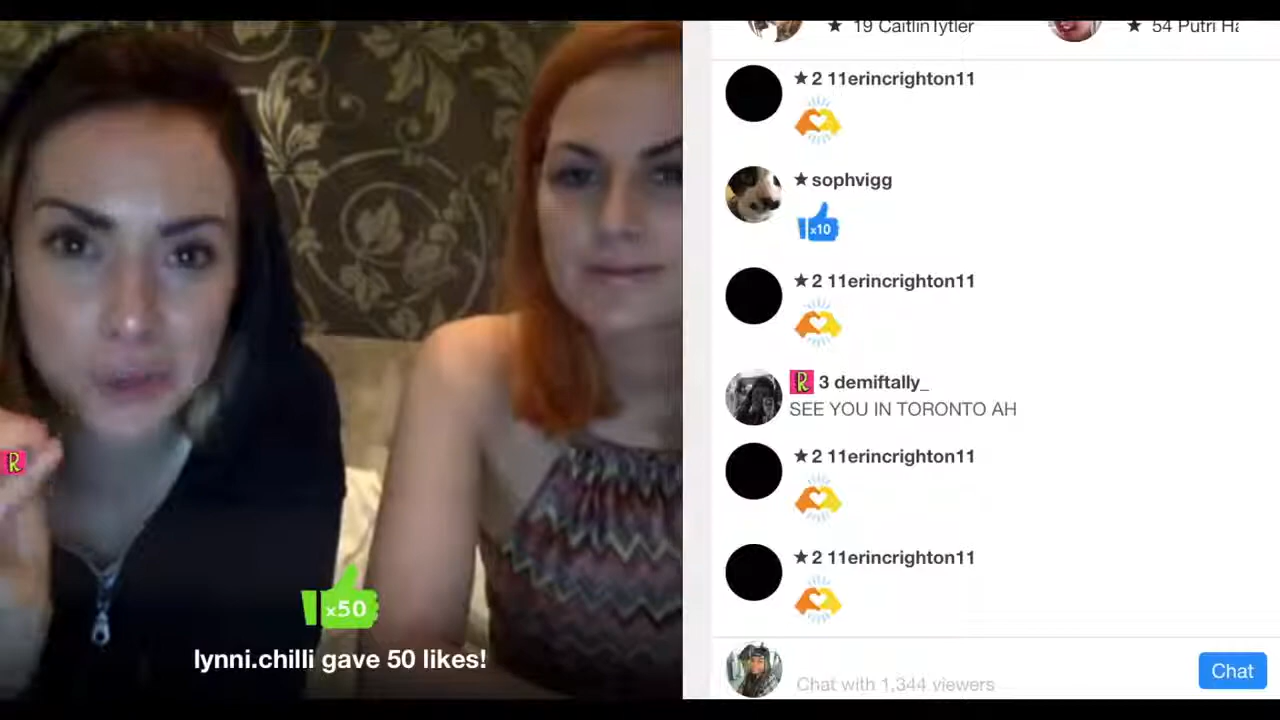 ★ 19 CaitlinTytler
★ 54 Putri Ha
★ 2 11erincrighton11
★ sophvigg
x10
★ 2 11erincrighton11
R 3 demiftally_
SEE YOU IN TORONTO AH
★ 2 11erincrighton11
★ 2 11erincrighton11
R
x50
lynni.chilli gave 50 likes!
Chat with 1,344 viewers
Chat